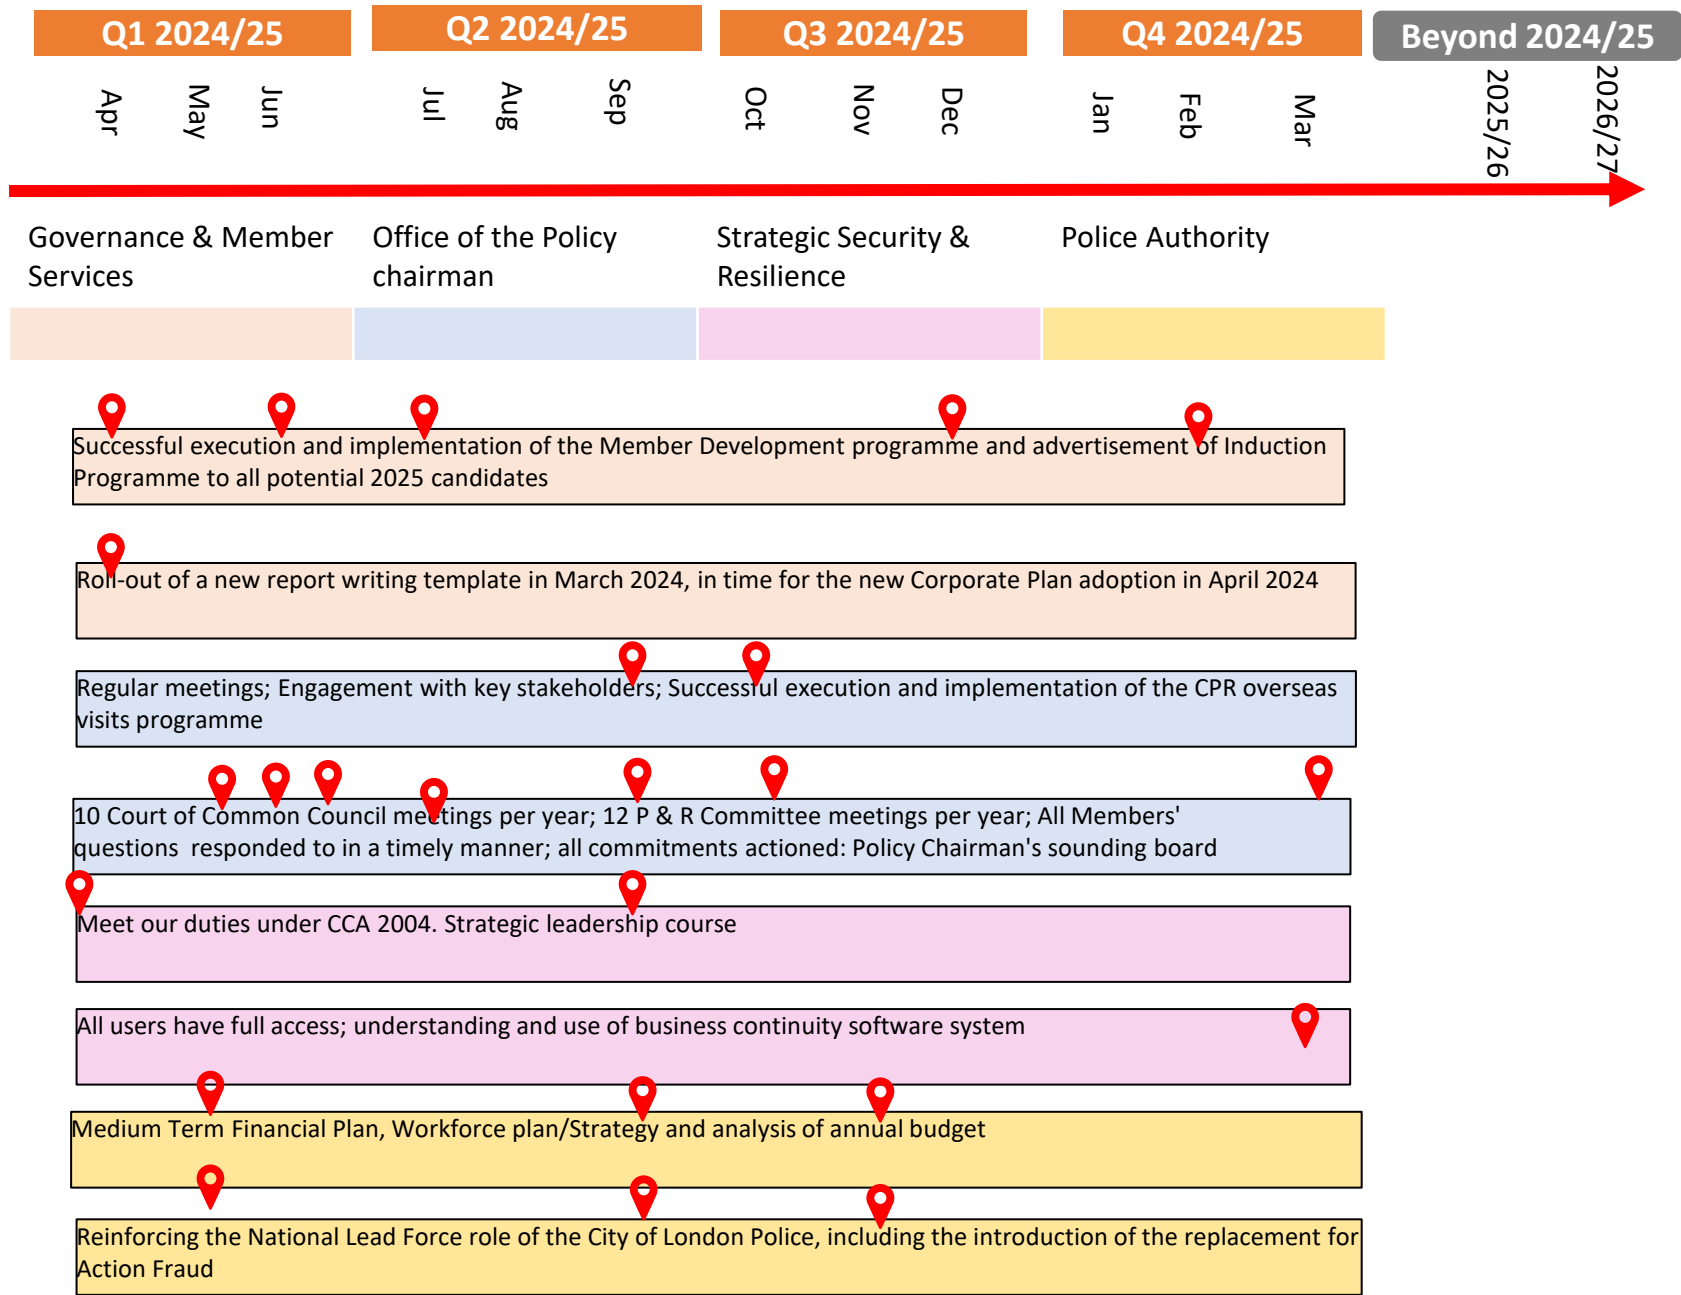 Q1 2024/25
Q2 2024/25
Q3 2024/25
Q4 2024/25
Beyond 2024/25
Apr
May
Jun
Jul
Aug
Sep
Oct
Nov
Dec
Jan
Feb
Mar
2025/26
2026/27
Governance & Member
Services
Office of the Policy
chairman
Strategic Security &
Resilience
Police Authority
Successful execution and implementation of the Member Development programme and advertisement of Induction
Programme to all potential 2025 candidates
Roll-out of a new report writing template in March 2024, in time for the new Corporate Plan adoption in April 2024
Regular meetings; Engagement with key stakeholders; Successful execution and implementation of the CPR overseas
visits programme
10 Court of Common Council meetings per year; 12 P & R Committee meetings per year; All Members'
questions  responded to in a timely manner; all commitments actioned: Policy Chairman's sounding board
Meet our duties under CCA 2004. Strategic leadership course
All users have full access; understanding and use of business continuity software system
Medium Term Financial Plan, Workforce plan/Strategy and analysis of annual budget
Reinforcing the National Lead Force role of the City of London Police, including the introduction of the replacement for
Action Fraud